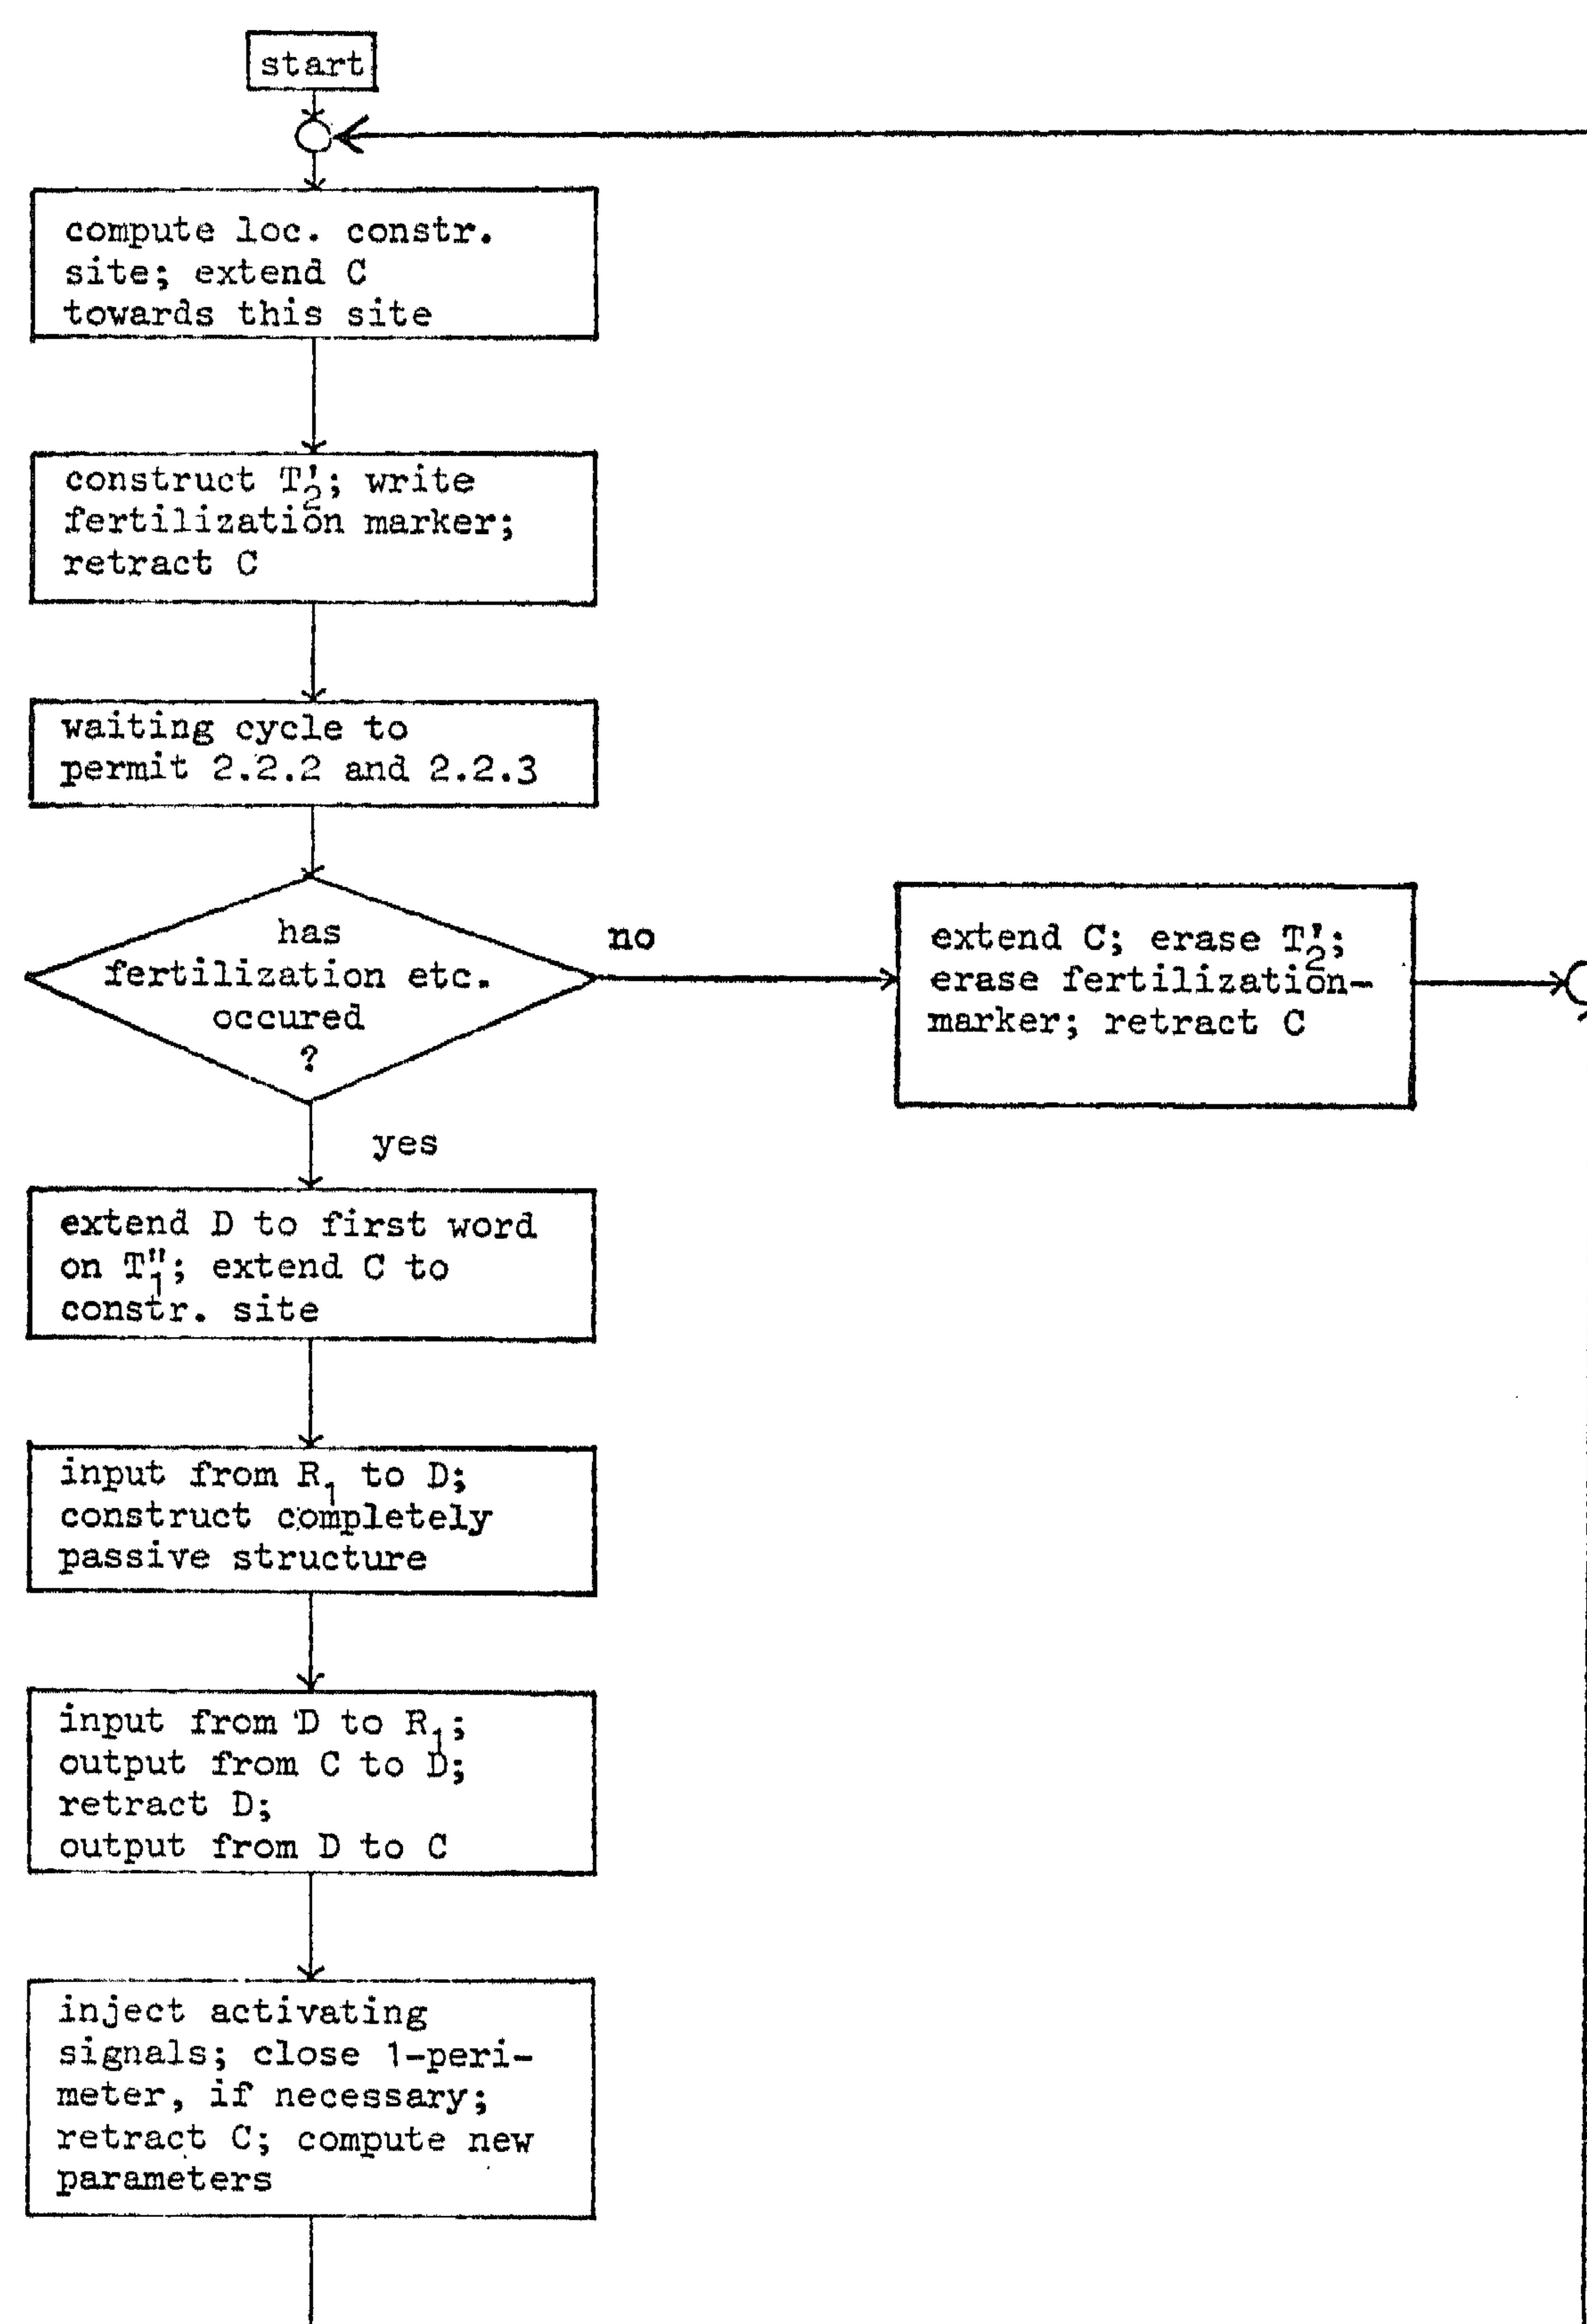 start
compute loc. constr.
site; extend C
towards this site
construct T'₂; write
fertilization marker;
retract C
waiting cycle to
permit 2.2.2 and 2.2.3
has
fertilization etc.
occured
?
no
extend C; erase T'₂;
erase fertilization-
marker; retract C
yes
extend D to first word
on T"₁; extend C to
constr. site
input from R₁ to D;
construct completely
passive structure
input from D to R₁;
output from C to D;
retract D;
output from D to C
inject activating
signals; close 1-peri-
meter, if necessary;
retract C; compute new
parameters